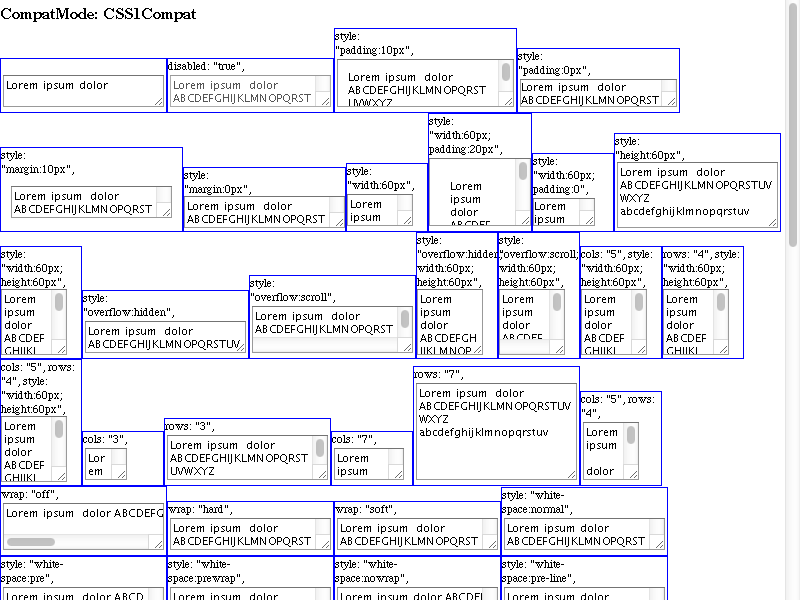 CompatMode: CSS1Compat
Lorem ipsum dolor
disabled: "true",
Lorem ipsum dolor
ABCDEFGHIJKLMNOPQRST
style:
"padding:10px",
Lorem ipsum dolor
ABCDEFGHIJKLMNOPQRST
UVWXYZ
style:
"padding:0px",
Lorem ipsum dolor
ABCDEFGHIJKLMNOPQRST
style:
"margin:10px",
Lorem ipsum dolor
ABCDEFGHIJKLMNOPQRST
style:
"margin:0px",
Lorem ipsum dolor
ABCDEFGHIJKLMNOPQRST
style:
"width:60px",
Lorem
ipsum
style:
"width:60px;
padding:20px",
Lorem
ipsum
dolor
ABCDEF
style:
"width:60px;
padding:0",
Lorem
ipsum
style:
"height:60px",
Lorem ipsum dolor
ABCDEFGHIJKLMNOPQRSTUV
WXYZ
abcdefghijklmnopqrstuv
style:
"width:60px;
height:60px",
Lorem
ipsum
dolor
ABCDEF
GHIJKL
style:
"overflow:hidden",
Lorem ipsum dolor
ABCDEFGHIJKLMNOPQRSTUV
style:
"overflow:scroll",
Lorem ipsum dolor
ABCDEFGHIJKLMNOPQRST
style:
"overflow:hidden;
width:60px;
height:60px",
Lorem
ipsum
dolor
ABCDEFGH
IJKLMNOP
style:
"overflow:scroll;
width:60px;
height:60px",
Lorem
ipsum
dolor
ABCDEF
cols: "5", style:
"width:60px;
height:60px",
Lorem
ipsum
dolor
ABCDEF
GHIJKL
rows: "4", style:
"width:60px;
height:60px",
Lorem
ipsum
dolor
ABCDEF
GHIJKL
cols: "5", rows:
"4", style:
"width:60px;
height:60px",
Lorem
ipsum
dolor
ABCDEF
GHIJKL
cols: "3",
Lor
em
rows: "3",
Lorem ipsum dolor
ABCDEFGHIJKLMNOPQRST
UVWXYZ
cols: "7",
Lorem
ipsum
rows: "7",
Lorem ipsum dolor
ABCDEFGHIJKLMNOPQRSTUV
WXYZ
abcdefghijklmnopqrstuv
cols: "5", rows:
"4",
Lorem
ipsum
dolor
wrap: "off",
Lorem ipsum dolor ABCDEFG
wrap: "hard",
Lorem ipsum dolor
ABCDEFGHIJKLMNOPQRST
wrap: "soft",
Lorem ipsum dolor
ABCDEFGHIJKLMNOPQRST
style: "white-
space:normal",
Lorem ipsum dolor
ABCDEFGHIJKLMNOPQRST
style: "white-
space:pre",
Lorem ipsum dolor ABCD
style: "white-
space:prewrap",
Lorem ipsum dolor
style: "white-
space:nowrap",
Lorem ipsum dolor ABCDEF
style: "white-
space:pre-line",
Lorem ipsum dolor